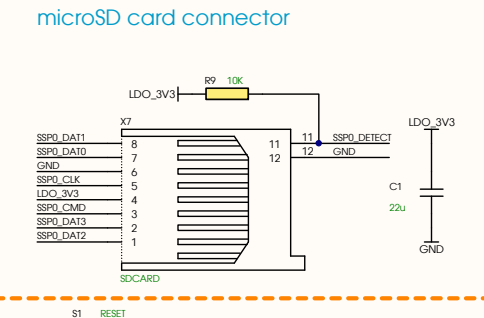 microSD card connector
R9 10K
LDO_3V3
X7
LDO_3V3
SSP0_DAT1 8 11 11 SSP0_DETECT
SSP0_DAT0 7 12 12 GND
GND 6
SSP0_CLK 5
LDO_3V3 4
SSP0_CMD 3
SSP0_DAT3 2
SSP0_DAT2 1
C1
22u
GND
SDCARD
S1 RESET